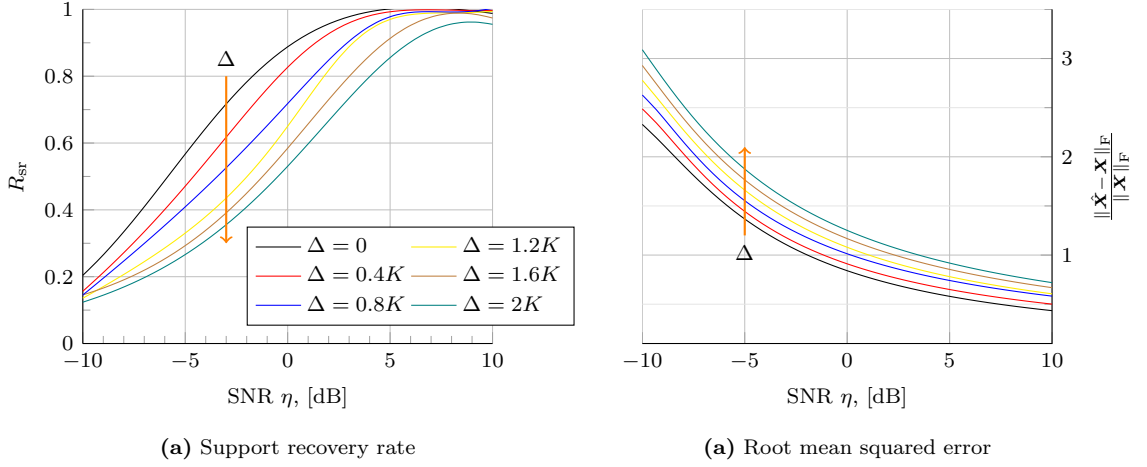 1
0.8
0.6
0.4
0.2
0
R_sr
Δ
−10 −5 0 5 10
SNR η, [dB]
Δ = 0 Δ = 1.2K
Δ = 0.4K Δ = 1.6K
Δ = 0.8K Δ = 2K
(a) Support recovery rate
3
2
1
‖X̂ − X‖_F
‖X‖_F
Δ
−10 −5 0 5 10
SNR η, [dB]
(a) Root mean squared error